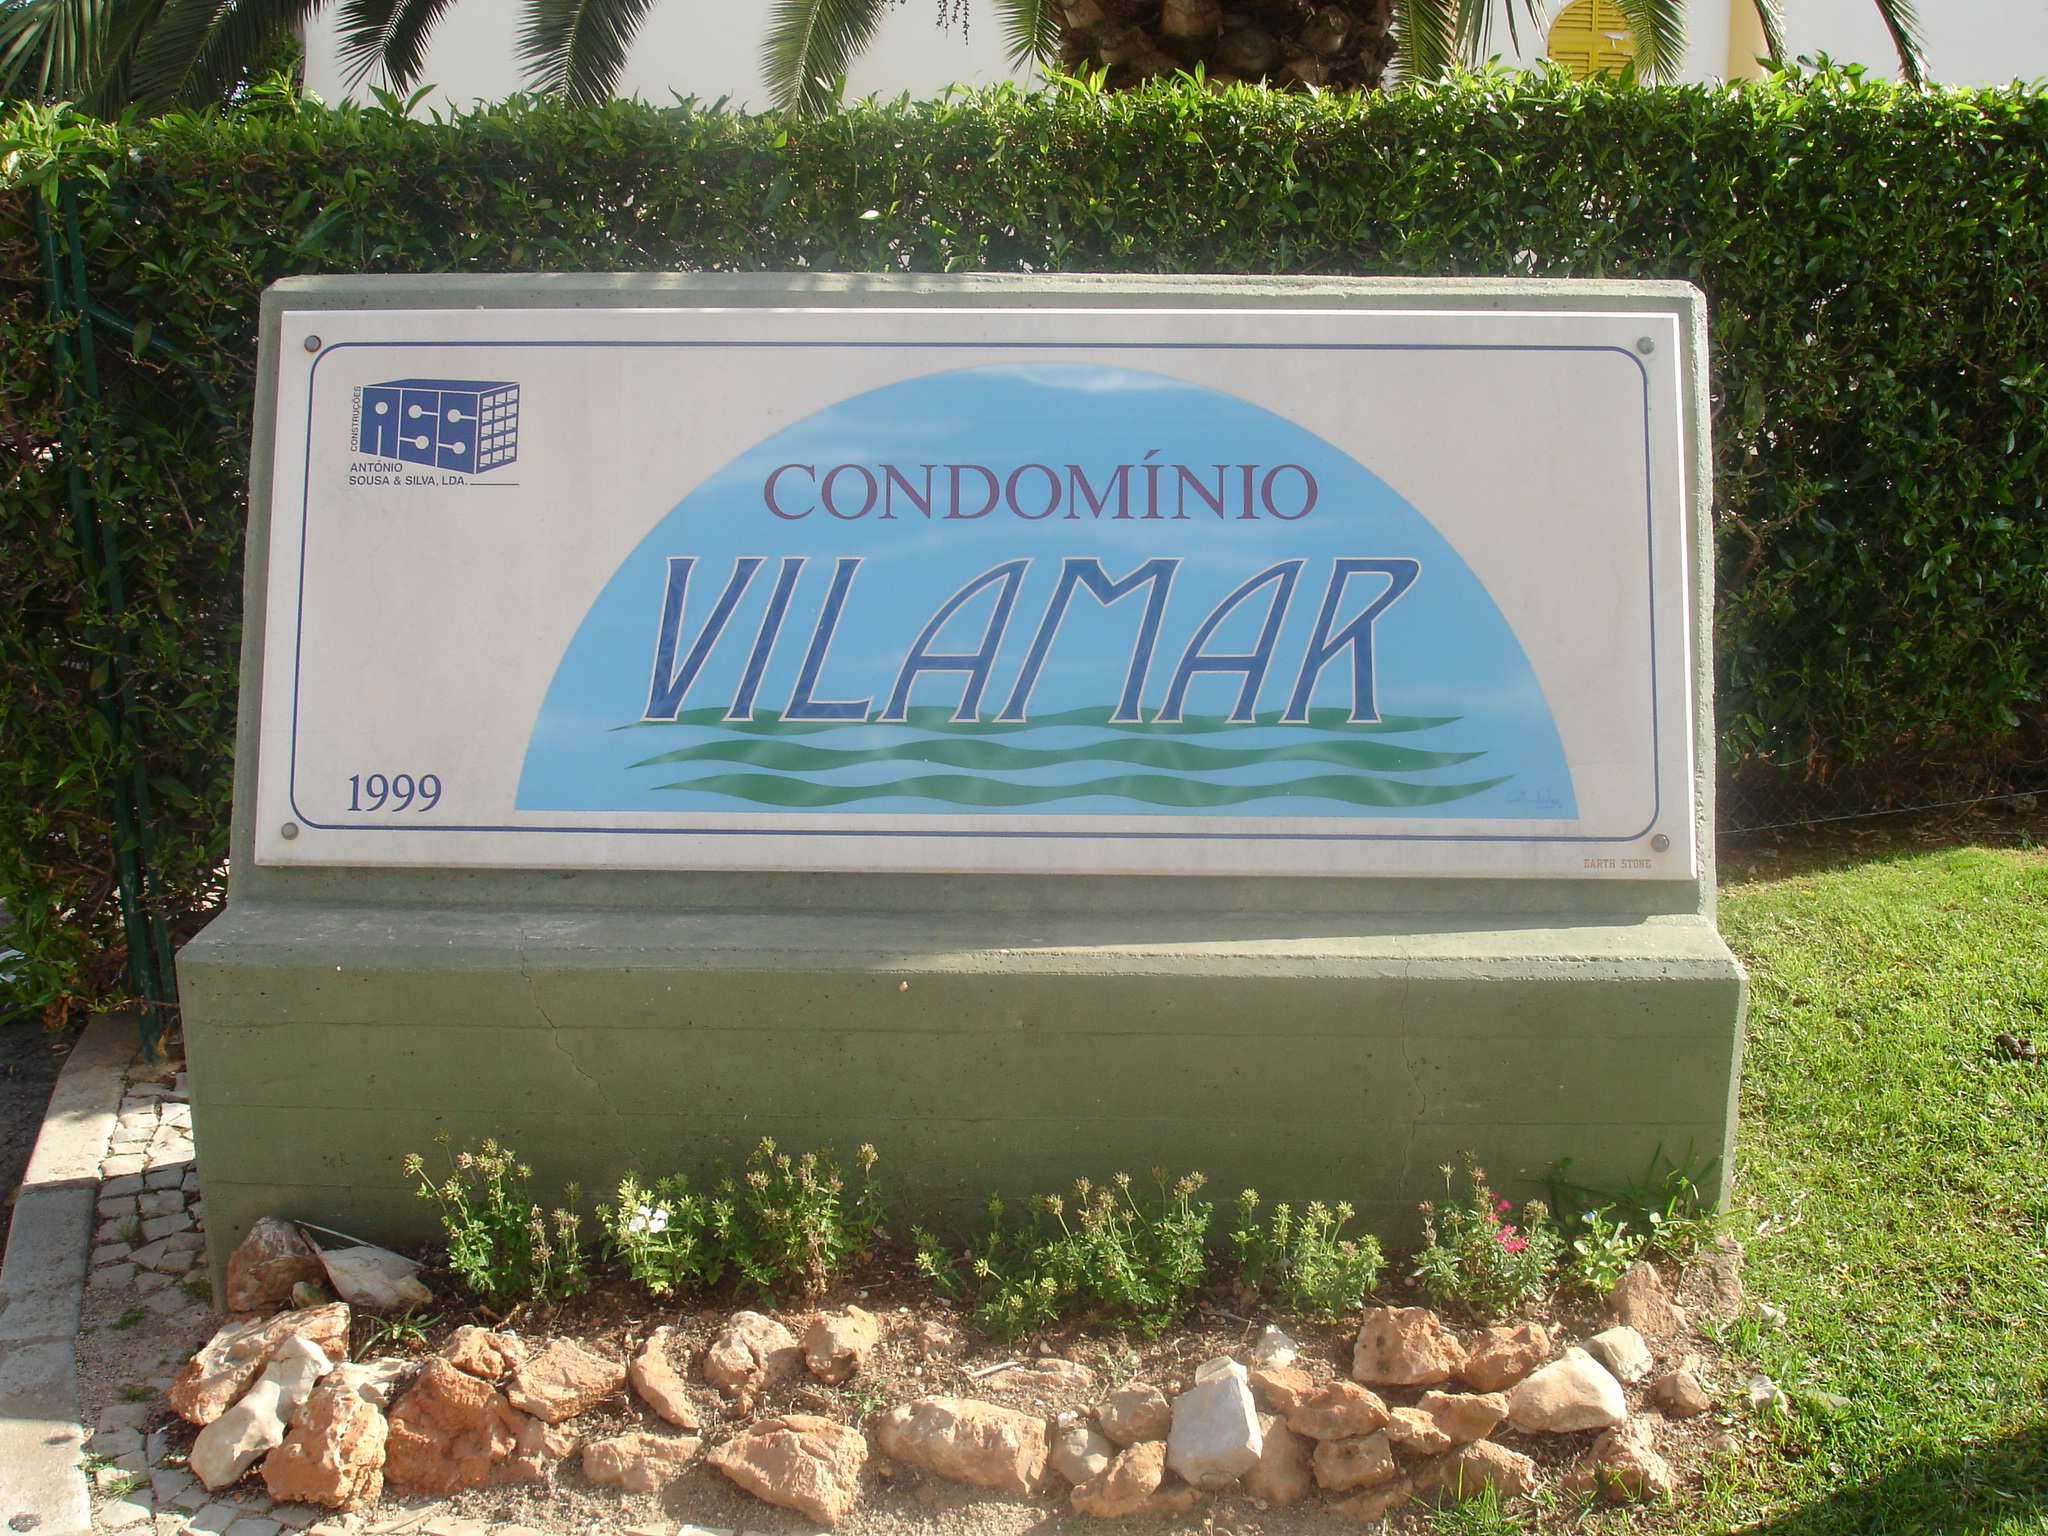 CONSTRUÇÕES
ASS
ANTÓNIO
SOUSA & SILVA, LDA.
CONDOMÍNIO
VILAMAR
1999
EARTH STONE